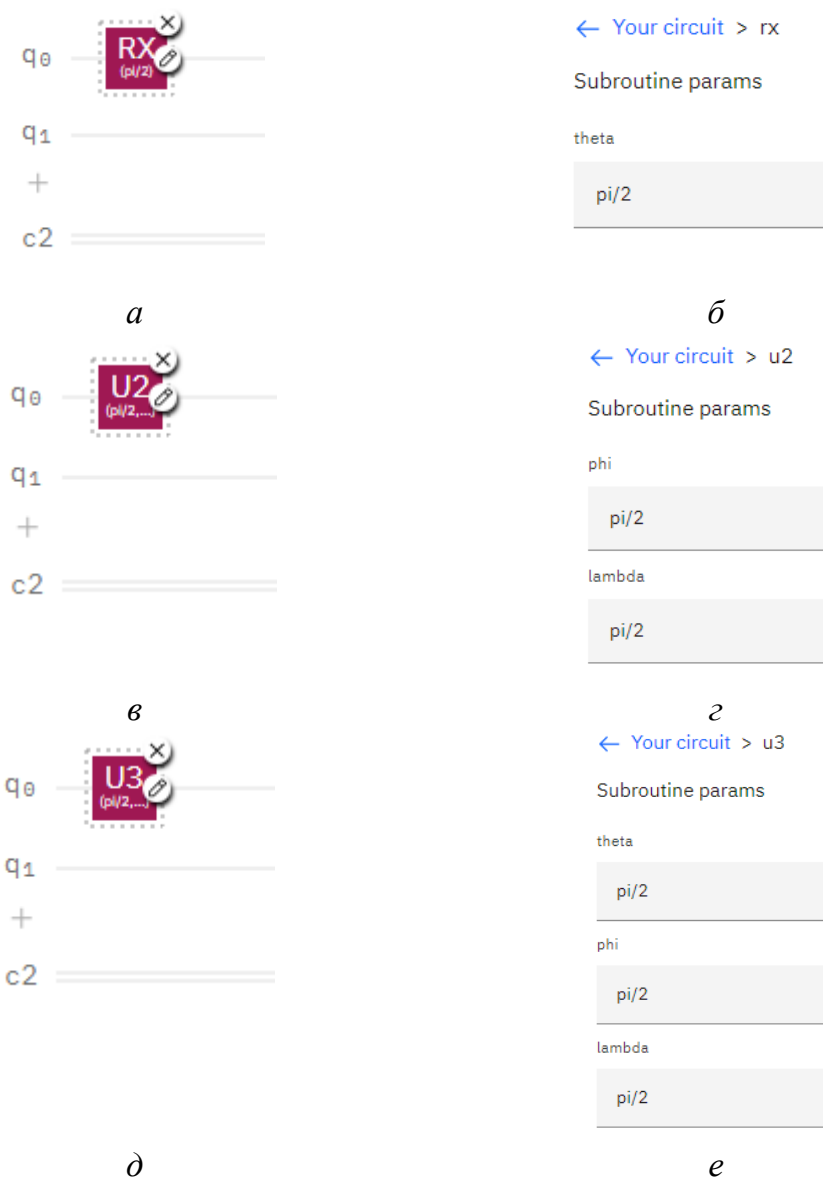 q0 RX
(pi/2)
q1
+
c2
← Your circuit > rx
Subroutine params
theta
pi/2
а б
q0 U2
(pi/2,...)
q1
+
c2
← Your circuit > u2
Subroutine params
phi
pi/2
lambda
pi/2
в г
q0 U3
(pi/2,...)
q1
+
c2
← Your circuit > u3
Subroutine params
theta
pi/2
phi
pi/2
lambda
pi/2
д е